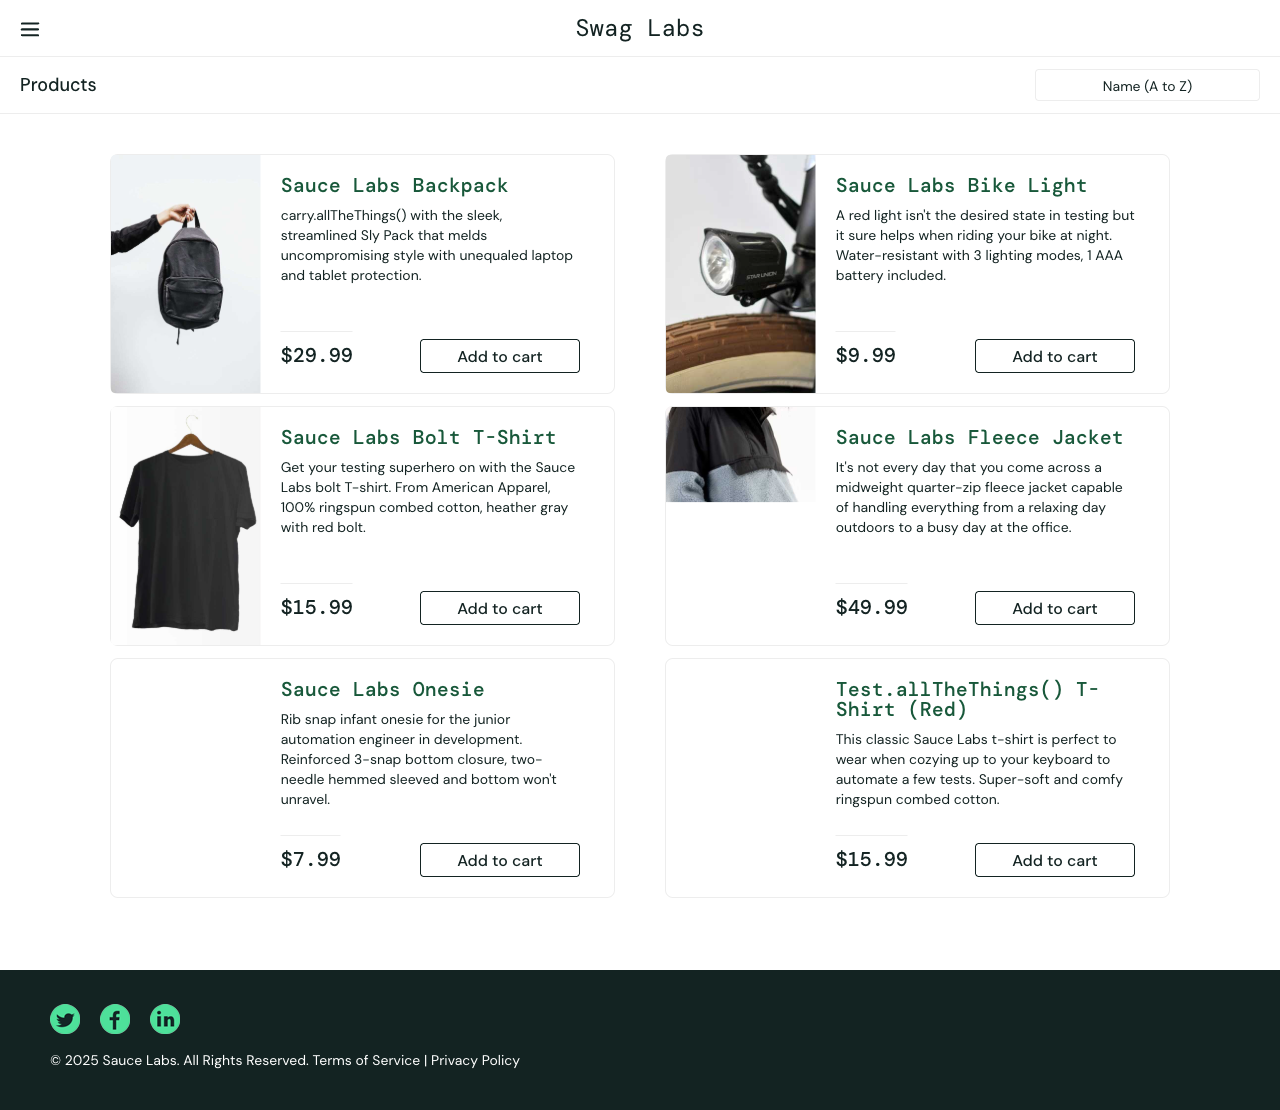 Swag Labs
Products
Name (A to Z)
Sauce Labs Backpack
carry.allTheThings() with the sleek,
streamlined Sly Pack that melds
uncompromising style with unequaled laptop
and tablet protection.
$29.99
Add to cart
Sauce Labs Bike Light
A red light isn't the desired state in testing but
it sure helps when riding your bike at night.
Water-resistant with 3 lighting modes, 1 AAA
battery included.
STAR UNION
$9.99
Add to cart
Sauce Labs Bolt T-Shirt
Get your testing superhero on with the Sauce
Labs bolt T-shirt. From American Apparel,
100% ringspun combed cotton, heather gray
with red bolt.
$15.99
Add to cart
Sauce Labs Fleece Jacket
It's not every day that you come across a
midweight quarter-zip fleece jacket capable
of handling everything from a relaxing day
outdoors to a busy day at the office.
$49.99
Add to cart
Sauce Labs Onesie
Rib snap infant onesie for the junior
automation engineer in development.
Reinforced 3-snap bottom closure, two-
needle hemmed sleeved and bottom won't
unravel.
$7.99
Add to cart
Test.allTheThings() T-
Shirt (Red)
This classic Sauce Labs t-shirt is perfect to
wear when cozying up to your keyboard to
automate a few tests. Super-soft and comfy
ringspun combed cotton.
$15.99
Add to cart
© 2025 Sauce Labs. All Rights Reserved. Terms of Service | Privacy Policy